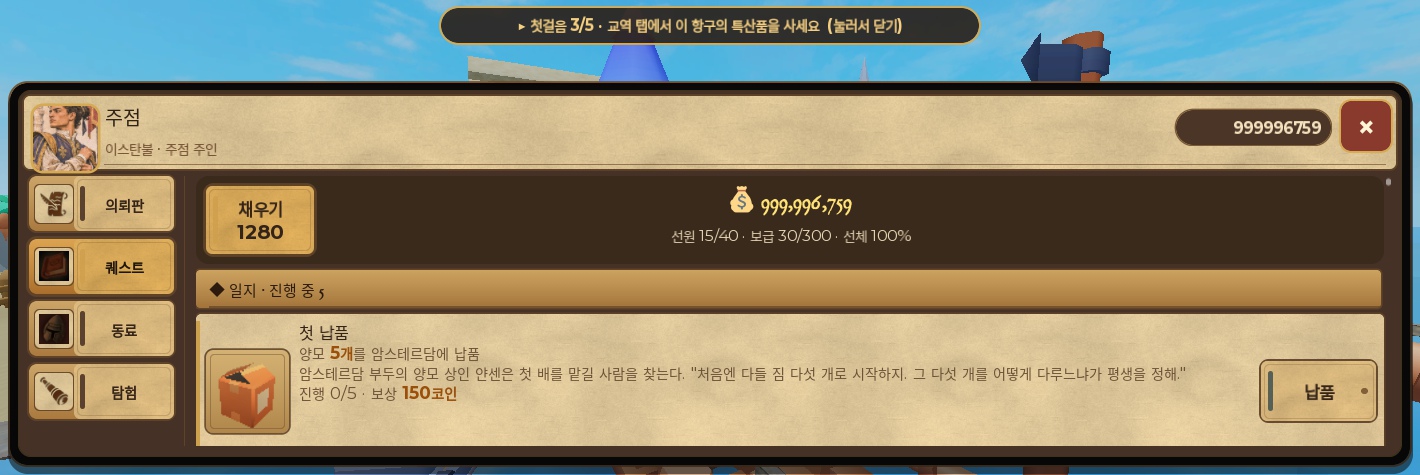 ▸ 첫걸음 3/5 · 교역 탭에서 이 항구의 특산품을 사세요 (눌러서 닫기)
주점
이스탄불 · 주점 주인
999996759
×
의뢰판
퀘스트
동료
탐험
채우기
1280
999,996,759
선원 15/40 · 보급 30/300 · 선체 100%
◆ 일지 · 진행 중 5
첫 납품
양모 5개를 암스테르담에 납품
암스테르담 부두의 양모 상인 얀센은 첫 배를 맡길 사람을 찾는다. "처음엔 다들 짐 다섯 개로 시작하지. 그 다섯 개를 어떻게 다루느냐가 평생을 정해."
진행 0/5 · 보상 150코인
납품